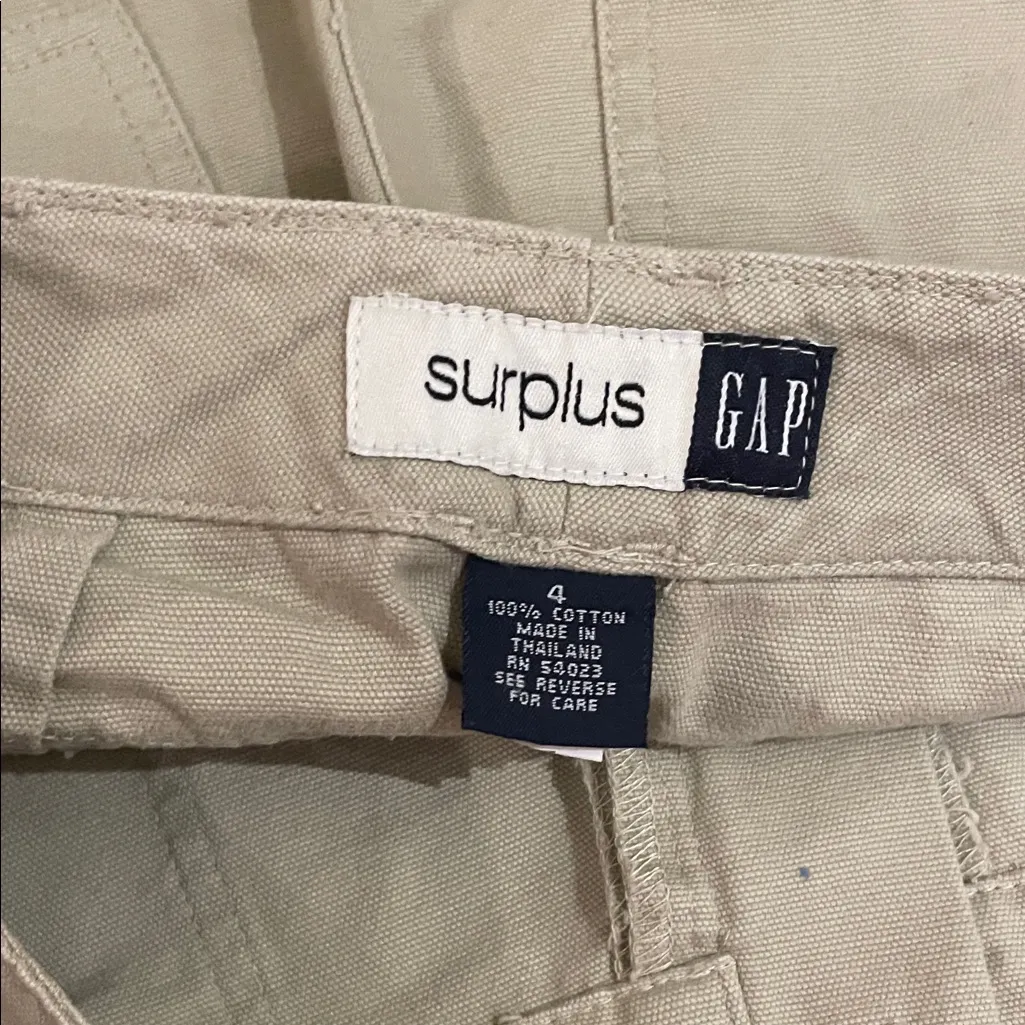 surplus GAP
4
100% COTTON
MADE IN
THAILAND
RN 54023
SEE REVERSE
FOR CARE